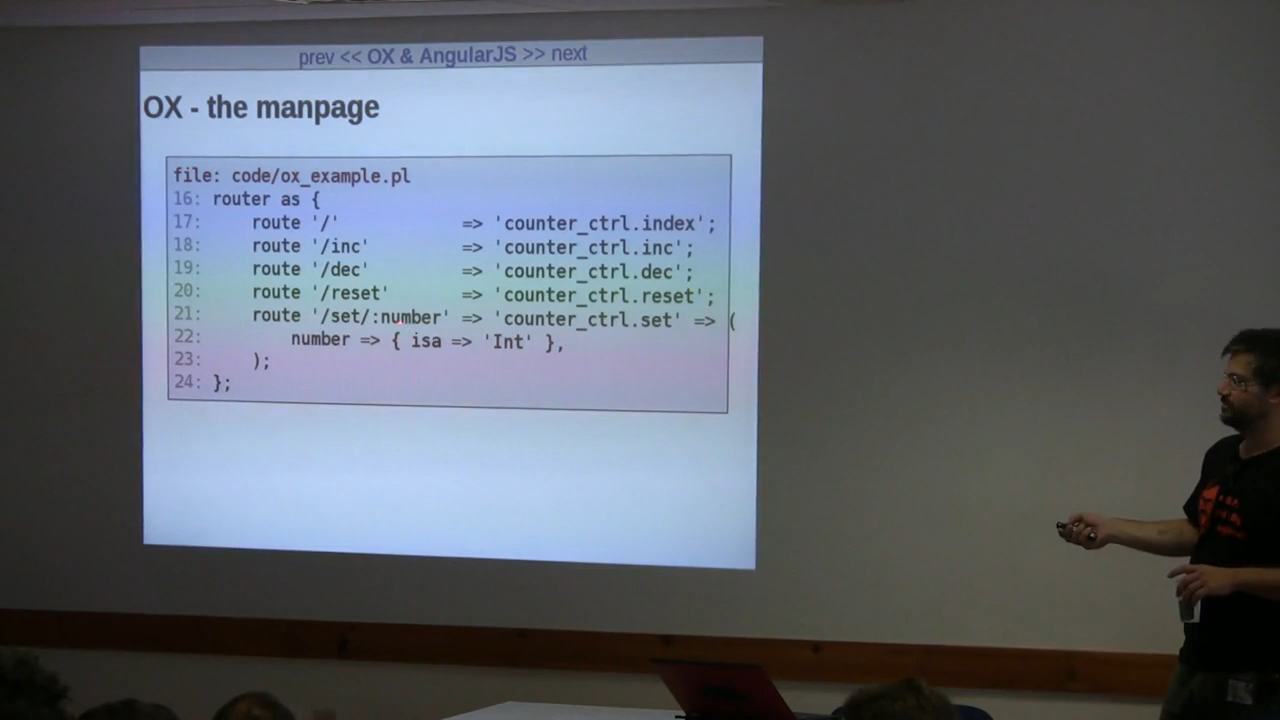 prev << OX & AngularJS >> next
OX - the manpage
file: code/ox_example.pl
16: router as {
17:     route '/'             => 'counter_ctrl.index';
18:     route '/inc'          => 'counter_ctrl.inc';
19:     route '/dec'          => 'counter_ctrl.dec';
20:     route '/reset'        => 'counter_ctrl.reset';
21:     route '/set/:number' => 'counter_ctrl.set' => (
22:         number => { isa => 'Int' },
23:     );
24: };